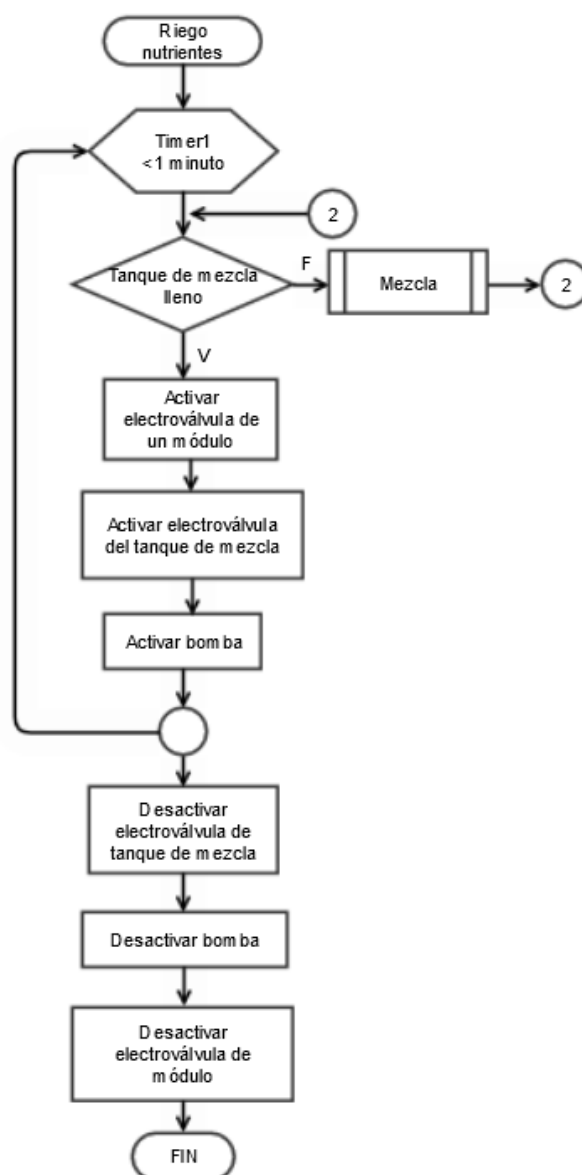 Riego
nutrientes
Timer1
<1 minuto
2
Tanque de mezcla
lleno
F
Mezcla
2
V
Activar
electroválvula de
un módulo
Activar electroválvula
del tanque de mezcla
Activar bomba
Desactivar
electroválvula de
tanque de mezcla
Desactivar bomba
Desactivar
electroválvula de
módulo
FIN